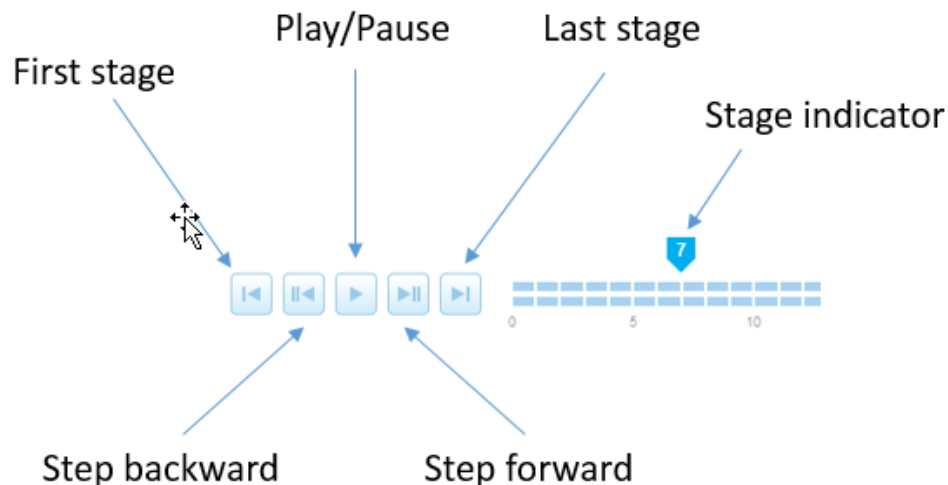 Play/Pause
Last stage
First stage
Stage indicator
7
0 5 10
Step backward
Step forward